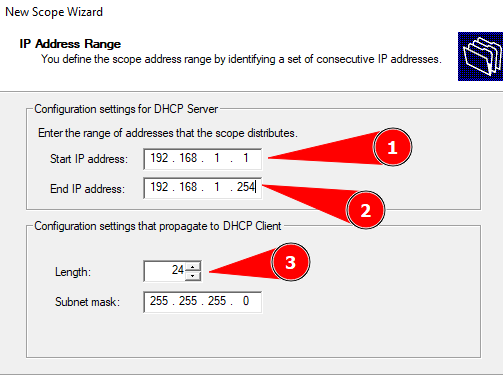 New Scope Wizard
IP Address Range
You define the scope address range by identifying a set of consecutive IP addresses.
Configuration settings for DHCP Server
Enter the range of addresses that the scope distributes.
Start IP address: 192 . 168 . 1 . 1
1
End IP address: 192 . 168 . 1 . 254
2
Configuration settings that propagate to DHCP Client
Length: 24
3
Subnet mask: 255 . 255 . 255 . 0